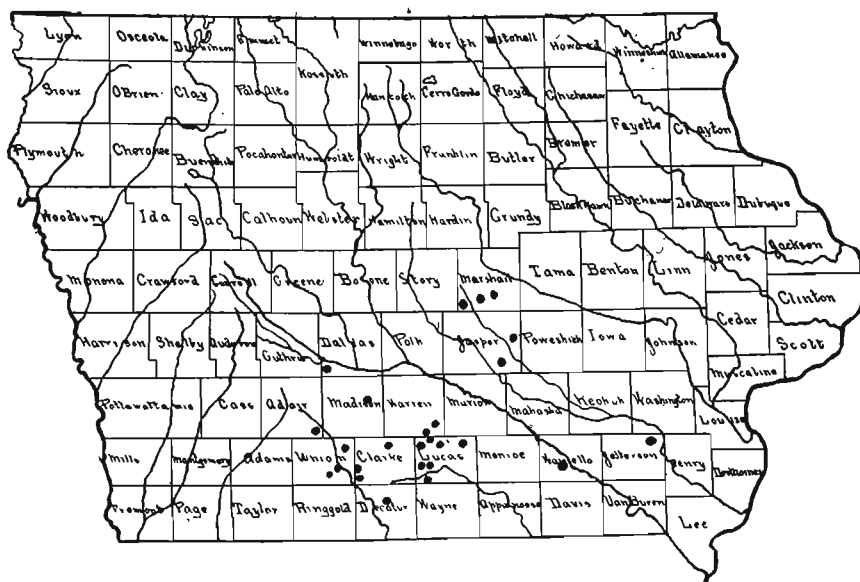 Lyon Osceola Dickinson Emmet Winnebago Worth Mitchell Howard Winneshiek Allamakee
Sioux O'Brien Clay Palo Alto Kossuth Hancock Cerro Gordo Floyd Chickasaw Fayette Clayton
Plymouth Cherokee Pocahontas Humboldt Wright Franklin Butler Bremer
Woodbury Ida Sac Calhoun Webster Hamilton Hardin Grundy Black Hawk Buchanan Delaware Dubuque
Monona Crawford Carroll Greene Boone Story Marshall Tama Benton Linn Jones Jackson
Clinton
Harrison Shelby Guthrie Dallas Polk Jasper Poweshiek Iowa Johnson Cedar Scott
Muscatine
Pottawattamie Cass Adair Madison Warren Marion Mahaska Keokuk Washington Louisa
Mills Montgomery Adams Union Clarke Lucas Monroe Wapello Jefferson Henry
Fremont Page Taylor Ringgold Decatur Wayne Appanoose Davis Van Buren Lee